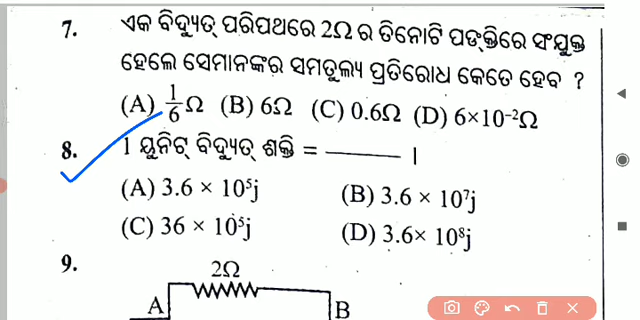 7. ଏକ ବିଦ୍ୟୁତ୍ ପରିପଥରେ 2Ω ର ତିନୋଟି ପଙ୍‌କ୍ତିରେ ସଂଯୁକ୍ତ
ହେଲେ ସେମାନଙ୍କର ସମତୁଲ୍ୟ ପ୍ରତିରୋଧ କେତେ ହେବ ?
(A) 1/6 Ω (B) 6Ω (C) 0.6Ω (D) 6×10⁻²Ω
8. 1 ୟୁନିଟ୍ ବିଦ୍ୟୁତ୍ ଶକ୍ତି = ______ ।
(A) 3.6 × 10⁵j (B) 3.6 × 10⁷j
(C) 36 × 10⁵j (D) 3.6× 10⁸j
9.
2Ω
A B